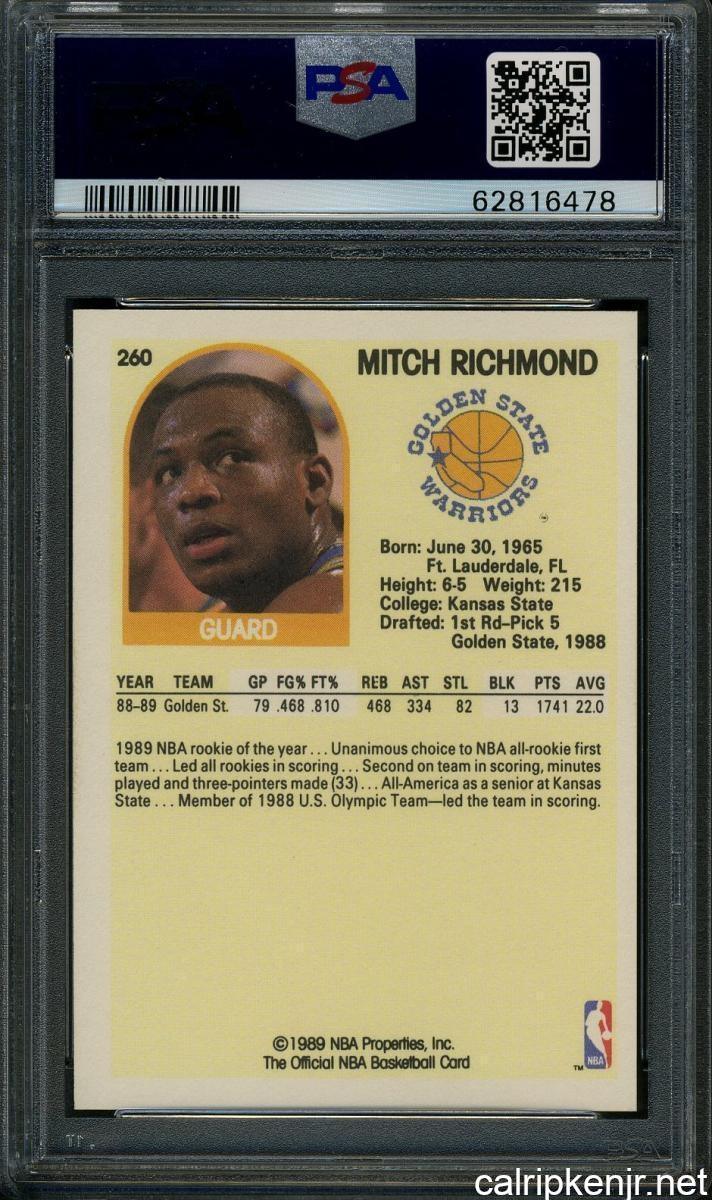 PSA
62816478
260
MITCH RICHMOND
GOLDEN STATE
WARRIORS
Born: June 30, 1965
Ft. Lauderdale, FL
Height: 6-5 Weight: 215
College: Kansas State
Drafted: 1st Rd–Pick 5
Golden State, 1988
GUARD
YEAR TEAM GP FG% FT% REB AST STL BLK PTS AVG
88–89 Golden St. 79 .468 .810 468 334 82 13 1741 22.0
1989 NBA rookie of the year . . . Unanimous choice to NBA all-rookie first
team . . . Led all rookies in scoring . . . Second on team in scoring, minutes
played and three-pointers made (33) . . . All-America as a senior at Kansas
State . . . Member of 1988 U.S. Olympic Team—led the team in scoring.
©1989 NBA Properties, Inc.
The Official NBA Basketball Card
TM NBA
PSA
calripkenjr.net